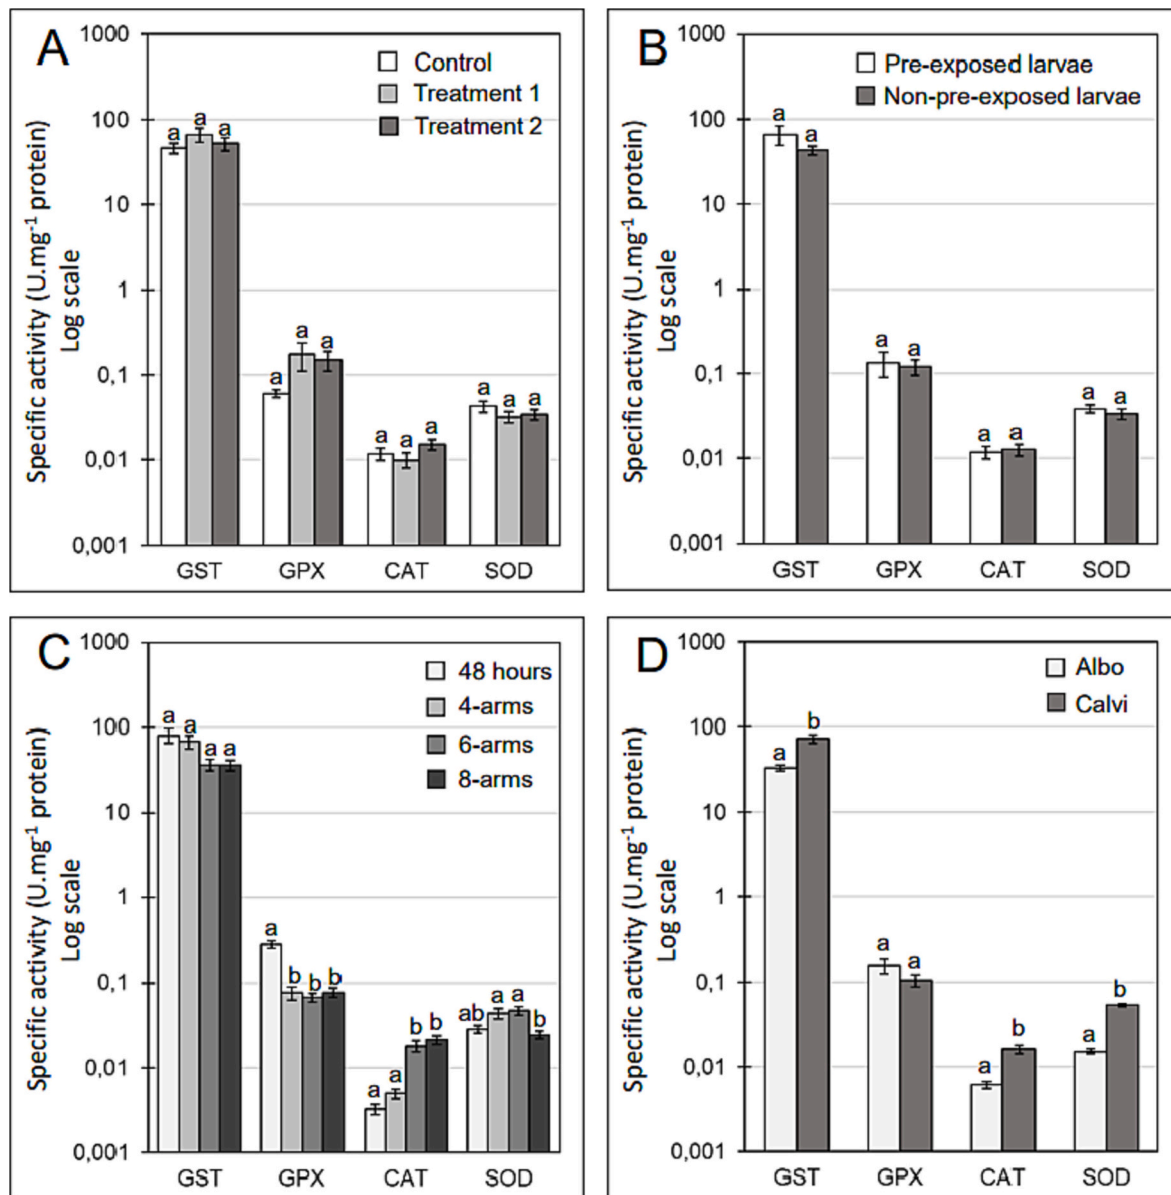 A
Control
Treatment 1
Treatment 2
Specific activity (U.mg⁻¹ protein)
Log scale
1000
100
10
1
0,1
0,01
0,001
a a a
a a a
a a a
a a a
GST GPX CAT SOD
B
Pre-exposed larvae
Non-pre-exposed larvae
Specific activity (U.mg⁻¹ protein)
Log scale
1000
100
10
1
0,1
0,01
0,001
a a
a a
a a
a a
GST GPX CAT SOD
C
48 hours
4-arms
6-arms
8-arms
Specific activity (U.mg⁻¹ protein)
Log scale
1000
100
10
1
0,1
0,01
0,001
a a a a
a b b b
a a b b
ab a a b
GST GPX CAT SOD
D
Albo
Calvi
Specific activity (U.mg⁻¹ protein)
Log scale
1000
100
10
1
0,1
0,01
0,001
a b
a a
a b
a b
GST GPX CAT SOD